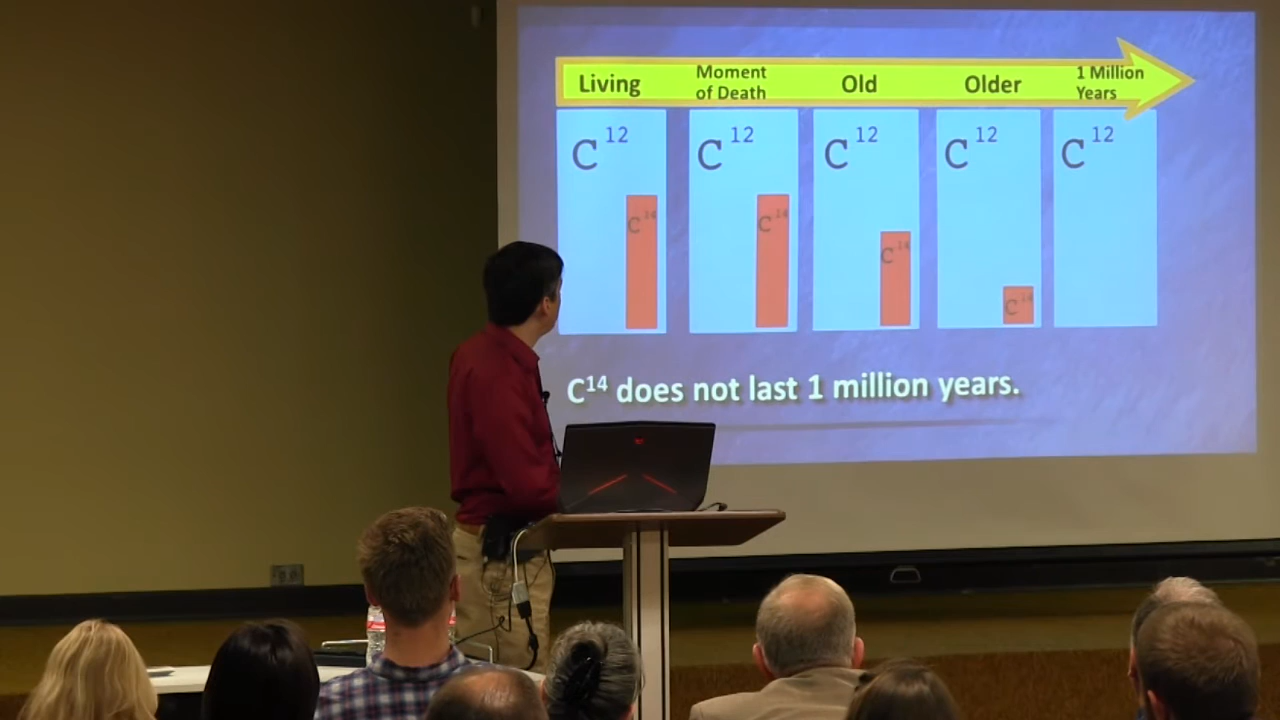 Living
Moment
of Death
Old
Older
1 Million
Years
C 12
C 12
C 12
C 12
C 12
C 14
C 14
C 14
C 14
C14 does not last 1 million years.